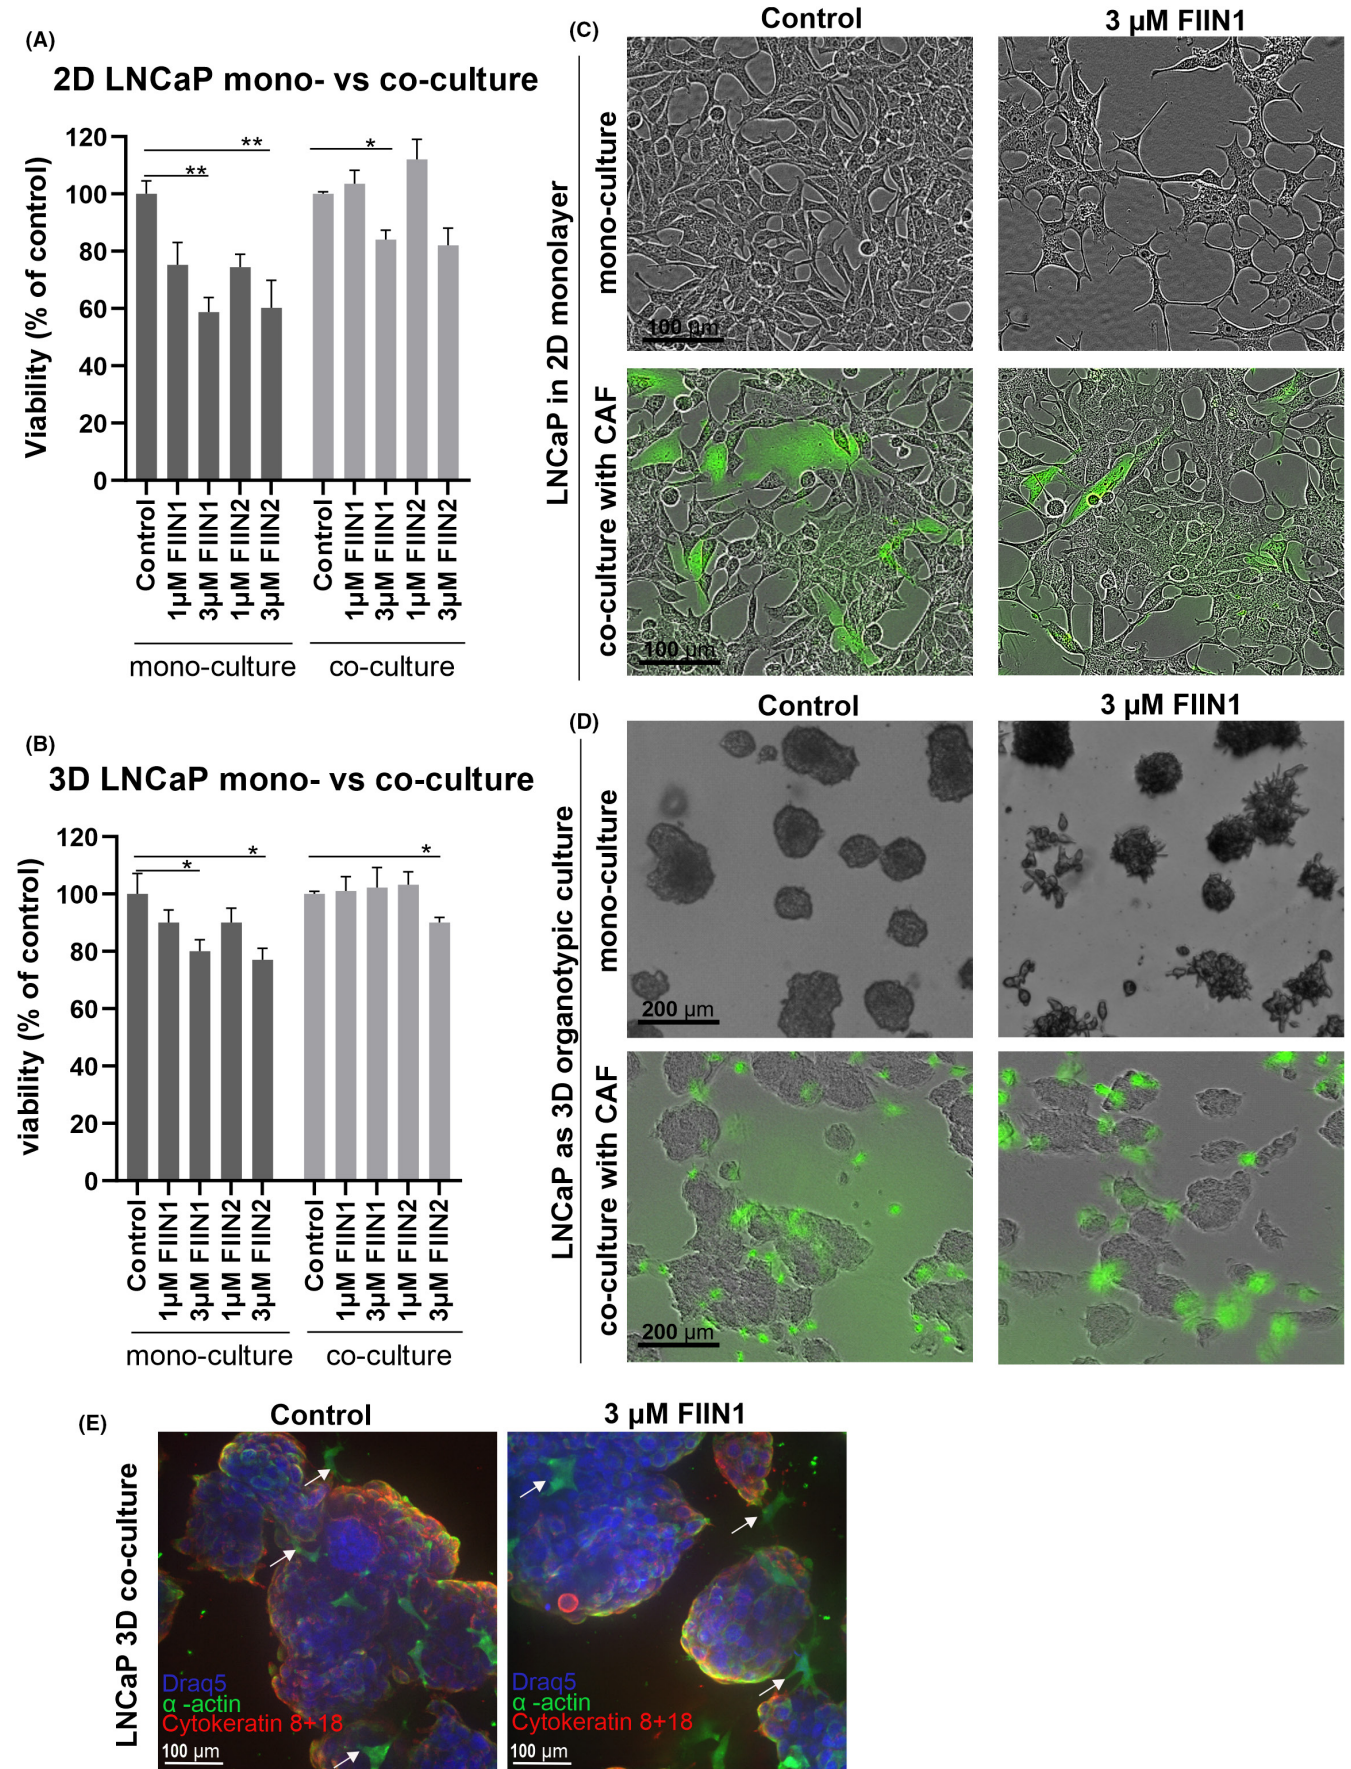 (A)
2D LNCaP mono- vs co-culture
Viability (% of control)
120
100
80
60
40
20
0
** ** *
Control
1µM FIIN1
3µM FIIN1
1µM FIIN2
3µM FIIN2
Control
1µM FIIN1
3µM FIIN1
1µM FIIN2
3µM FIIN2
mono-culture co-culture
(B)
3D LNCaP mono- vs co-culture
viability (% of control)
120
100
80
60
40
20
0
* * *
Control
1µM FIIN1
3µM FIIN1
1µM FIIN2
3µM FIIN2
Control
1µM FIIN1
3µM FIIN1
1µM FIIN2
3µM FIIN2
mono-culture co-culture
(C)
Control 3 µM FIIN1
LNCaP in 2D monolayer
mono-culture
100 µm
co-culture with CAF
100 µm
(D)
Control 3 µM FIIN1
LNCaP as 3D organotypic culture
mono-culture
200 µm
co-culture with CAF
200 µm
(E)
Control 3 µM FIIN1
LNCaP 3D co-culture
Draq5
α -actin
Cytokeratin 8+18
100 µm
Draq5
α -actin
Cytokeratin 8+18
100 µm